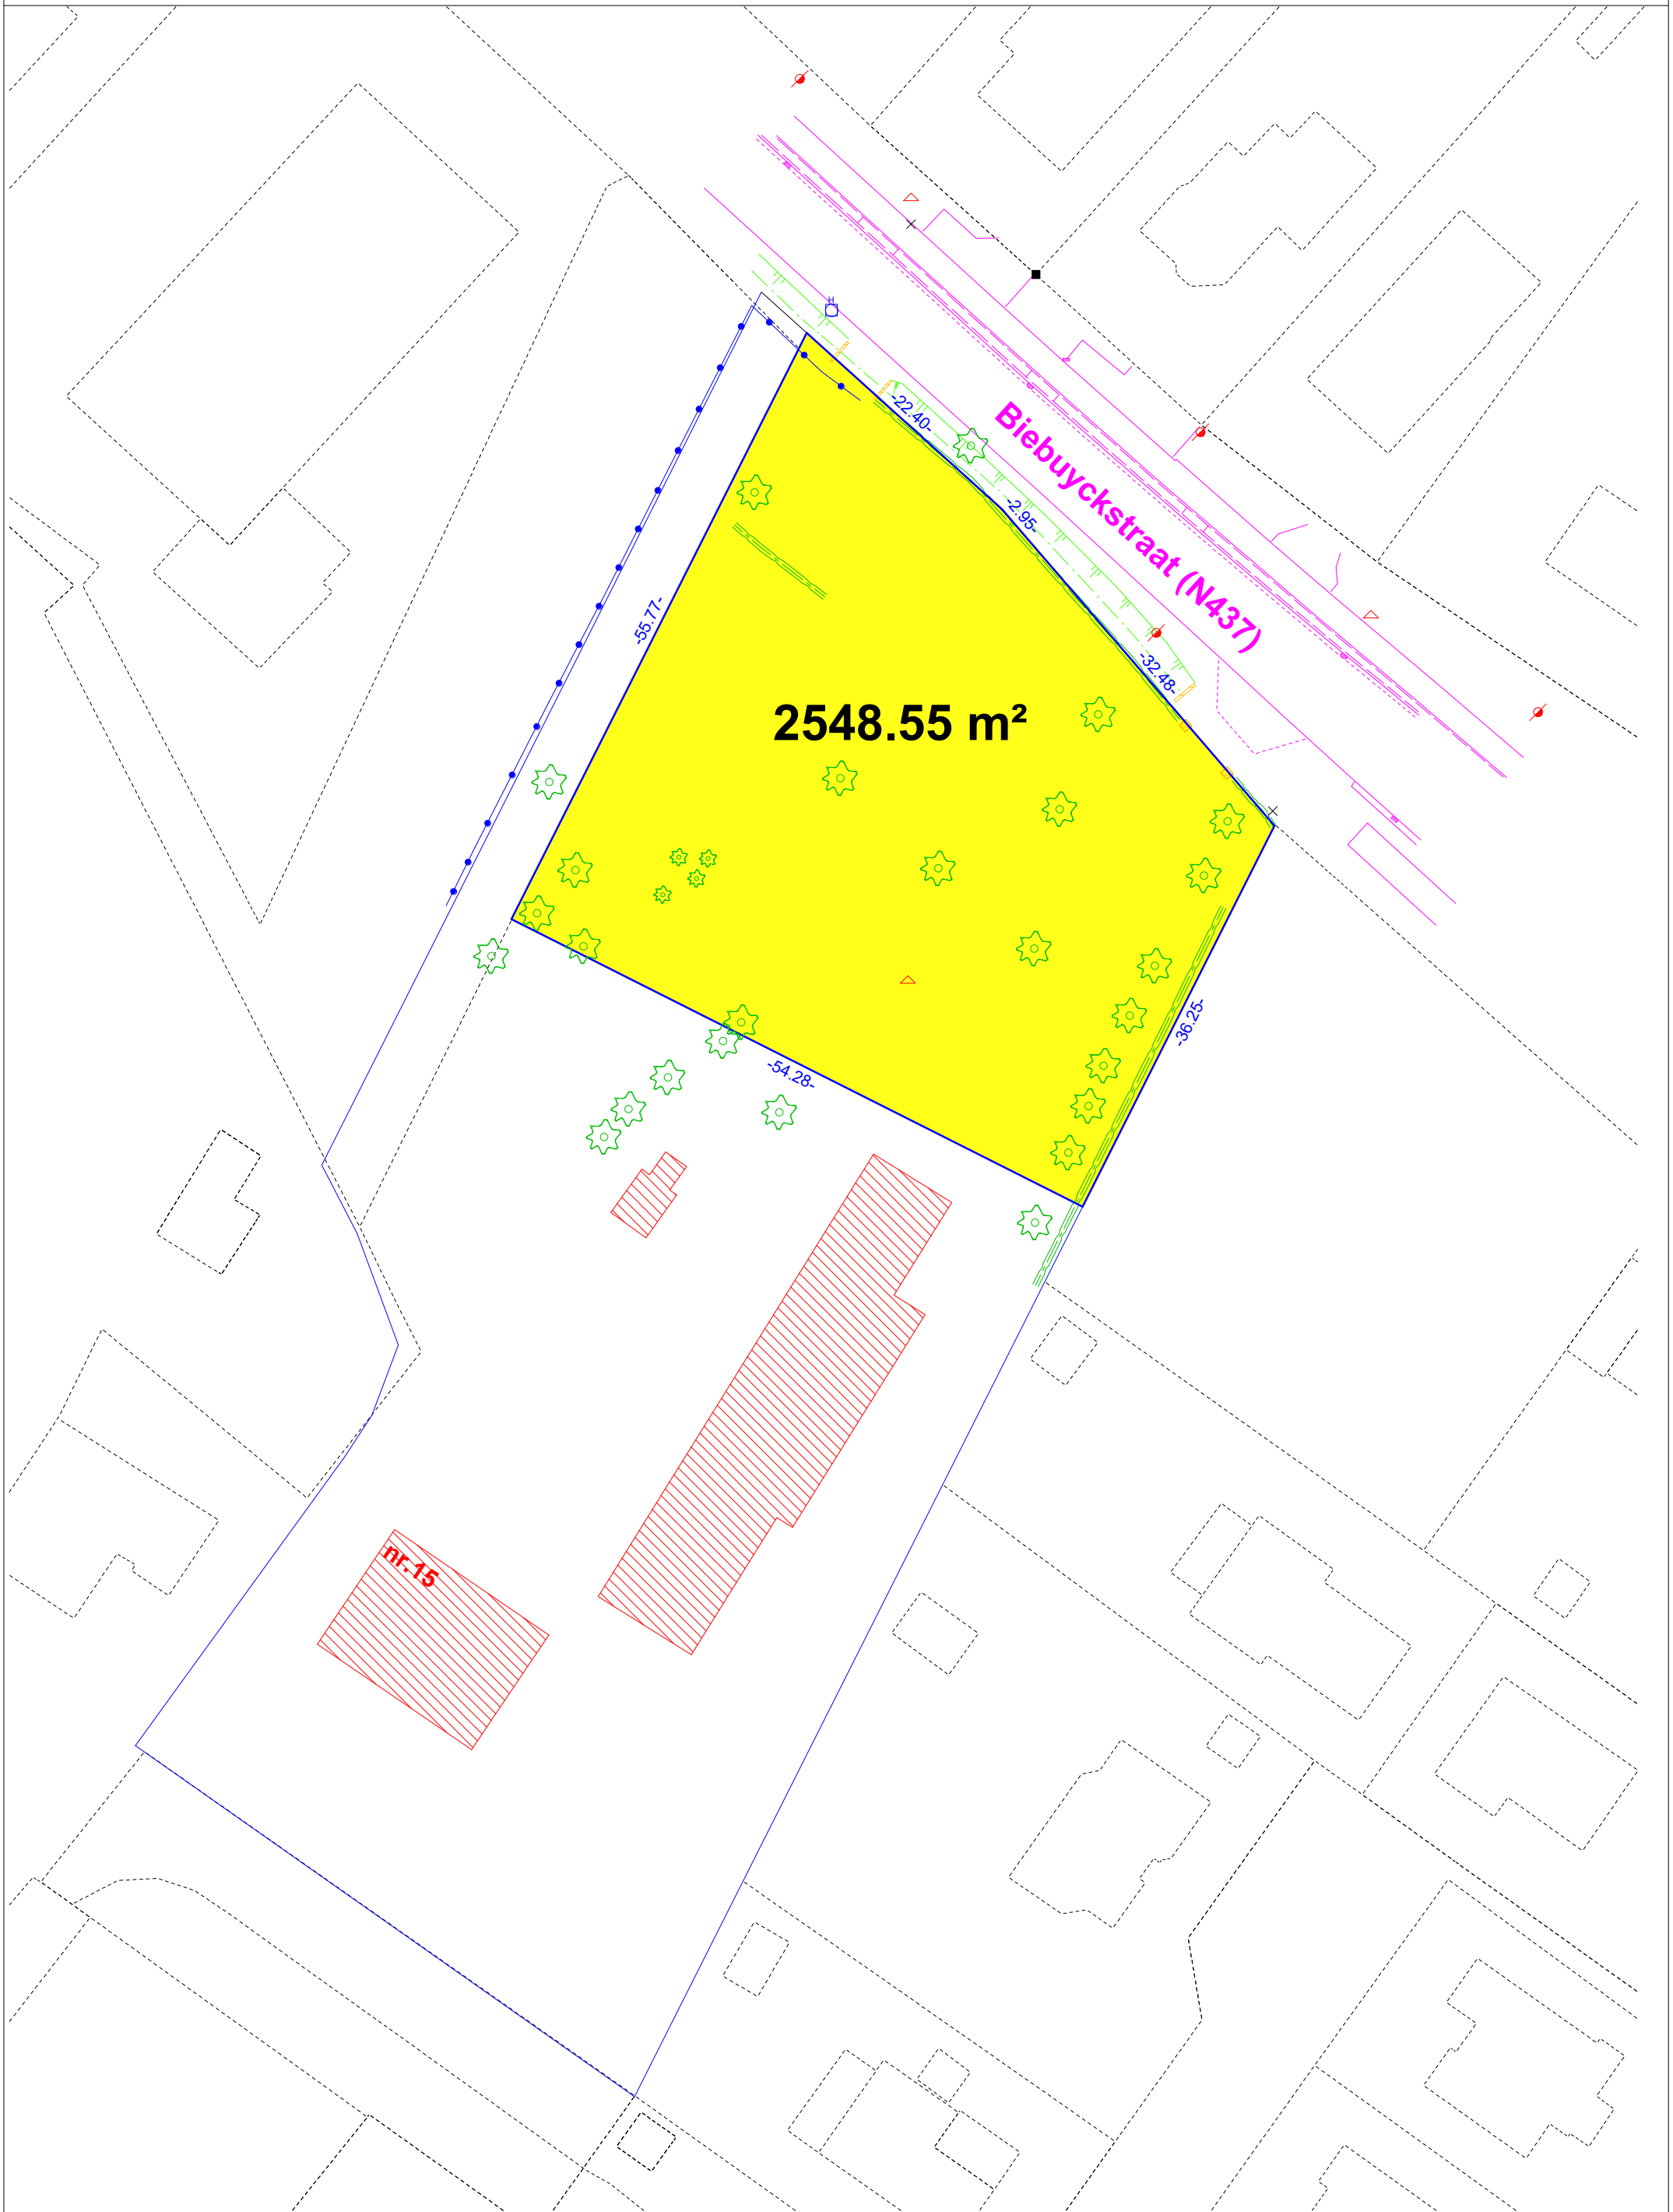 H
-22.40-
Biebuyckstraat (N437)
-2.95-
-55.77-
-32.48-
2548.55 m²
-36.25-
-54.28-
nr.15